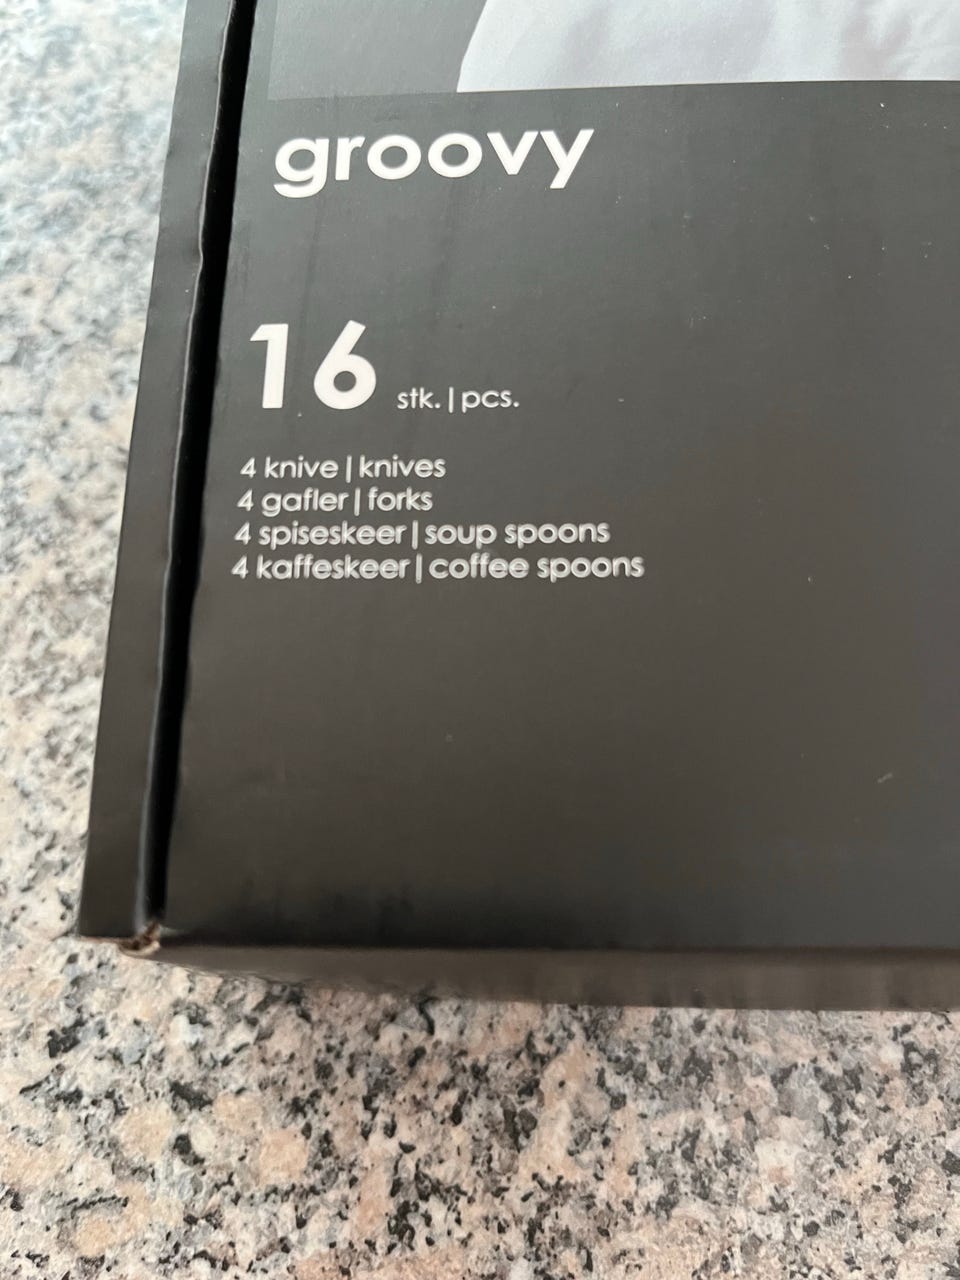 groovy
16 stk. | pcs.
4 knive | knives
4 gafler | forks
4 spiseskeer | soup spoons
4 kaffeskeer | coffee spoons